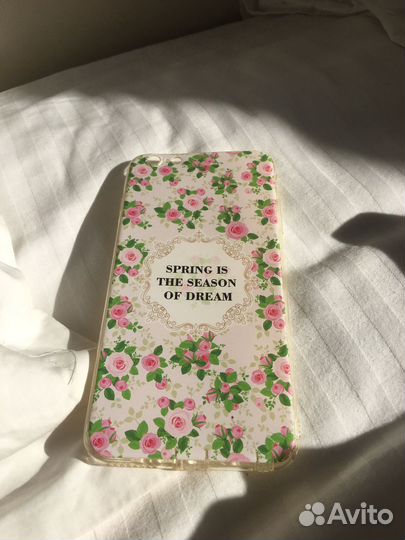 SPRING IS
THE SEASON
OF DREAM
Avito